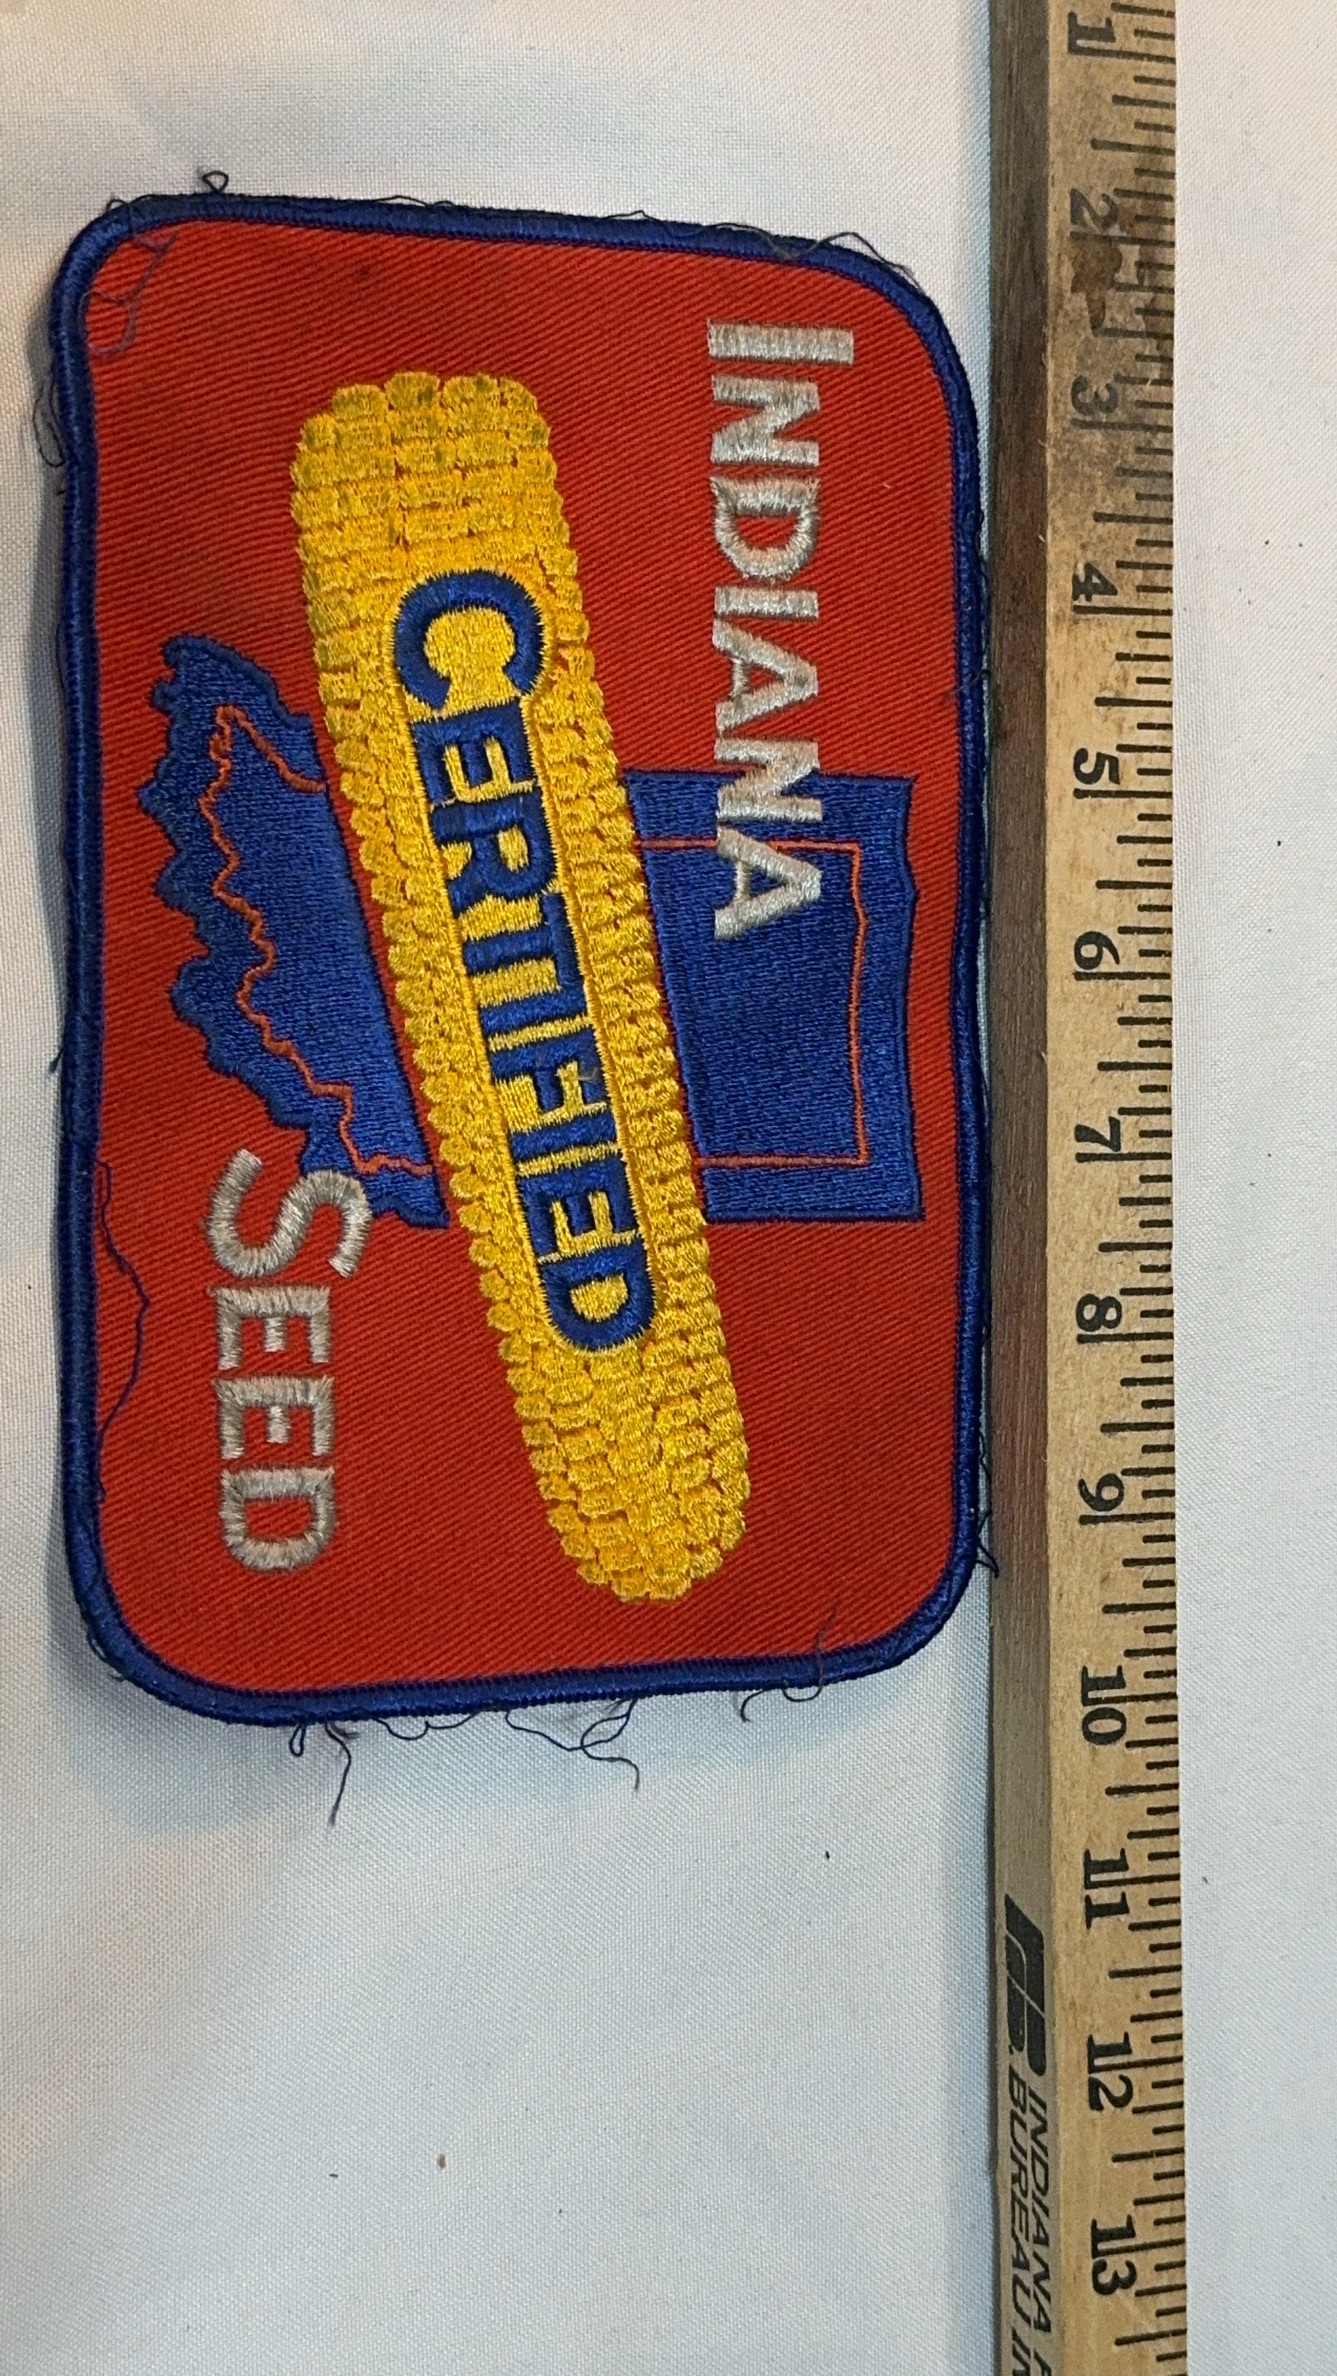 INDIANA
CERTIFIED
SEED
1 2 3 4 5 6 7 8 9 10 11 12 13
INDIANA
BUREAU